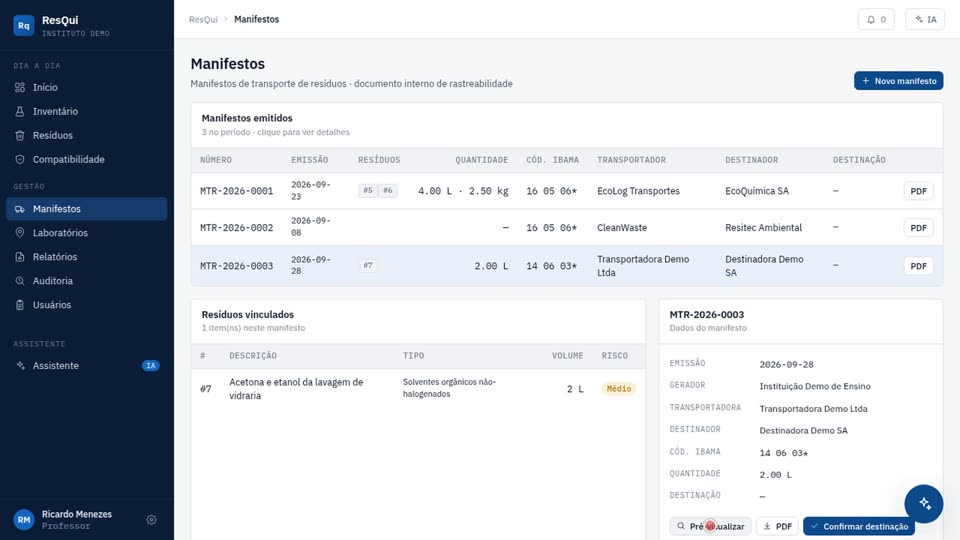 Rq
ResQui
INSTITUTO DEMO
DIA A DIA
Início
Inventário
Resíduos
Compatibilidade
GESTÃO
Manifestos
Laboratórios
Relatórios
Auditoria
Usuários
ASSISTENTE
Assistente IA
RM
Ricardo Menezes
Professor
ResQui > Manifestos
0
IA
Manifestos
Manifestos de transporte de resíduos · documento interno de rastreabilidade
+ Novo manifesto
Manifestos emitidos
3 no período · clique para ver detalhes
NÚMERO EMISSÃO RESÍDUOS QUANTIDADE CÓD. IBAMA TRANSPORTADOR DESTINADOR DESTINAÇÃO
MTR-2026-0001 2026-09-23 #5 #6 4.00 L · 2.50 kg 16 05 06* EcoLog Transportes EcoQuímica SA — PDF
MTR-2026-0002 2026-09-08 — 16 05 06* CleanWaste Resitec Ambiental — PDF
MTR-2026-0003 2026-09-28 #7 2.00 L 14 06 03* Transportadora Demo Ltda Destinadora Demo SA — PDF
Resíduos vinculados
1 item(ns) neste manifesto
# DESCRIÇÃO TIPO VOLUME RISCO
#7 Acetona e etanol da lavagem de vidraria Solventes orgânicos não-halogenados 2 L Médio
MTR-2026-0003
Dados do manifesto
EMISSÃO 2026-09-28
GERADOR Instituição Demo de Ensino
TRANSPORTADORA Transportadora Demo Ltda
DESTINADOR Destinadora Demo SA
CÓD. IBAMA 14 06 03*
QUANTIDADE 2.00 L
DESTINAÇÃO —
PDF
Confirmar destinação